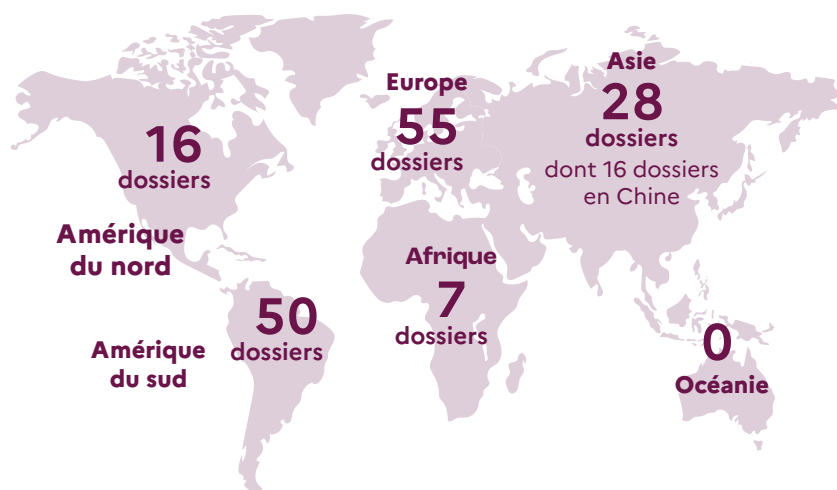 Amérique
du nord
16
dossiers
Europe
55
dossiers
Asie
28
dossiers
dont 16 dossiers
en Chine
Amérique
du sud
50
dossiers
Afrique
7
dossiers
0
Océanie